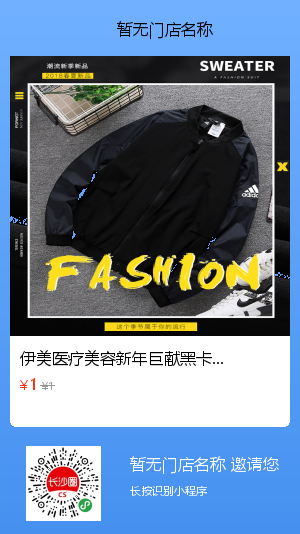 暂无门店名称
潮流新季新品
2018春夏新品
SWEATER
A FASHION SUIT
adidas
FASHION
这个季节属于你的流行
伊美医疗美容新年巨献黑卡...
¥1 ¥1
长沙圈
CS
暂无门店名称 邀请您
长按识别小程序